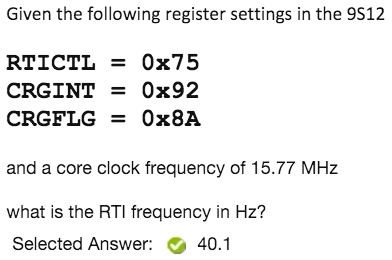 Given the following register settings in the 9S12
RTICTL = 0x75
CRGINT = 0x92
CRGFLG = 0x8A
and a core clock frequency of 15.77 MHz
what is the RTI frequency in Hz?
Selected Answer: 40.1